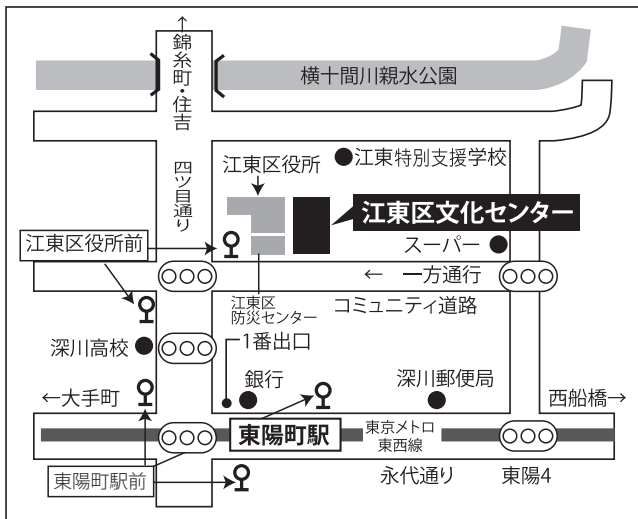 ←錦糸町・住吉
横十間川親水公園
四ツ目通り
江東区役所
江東特別支援学校
江東区文化センター
江東区役所前
スーパー
← 一方通行
江東区
防災センター
コミュニティ道路
1番出口
深川高校
銀行
深川郵便局
←大手町
西船橋→
東陽町駅
東京メトロ
東西線
東陽町駅前
永代通り
東陽4